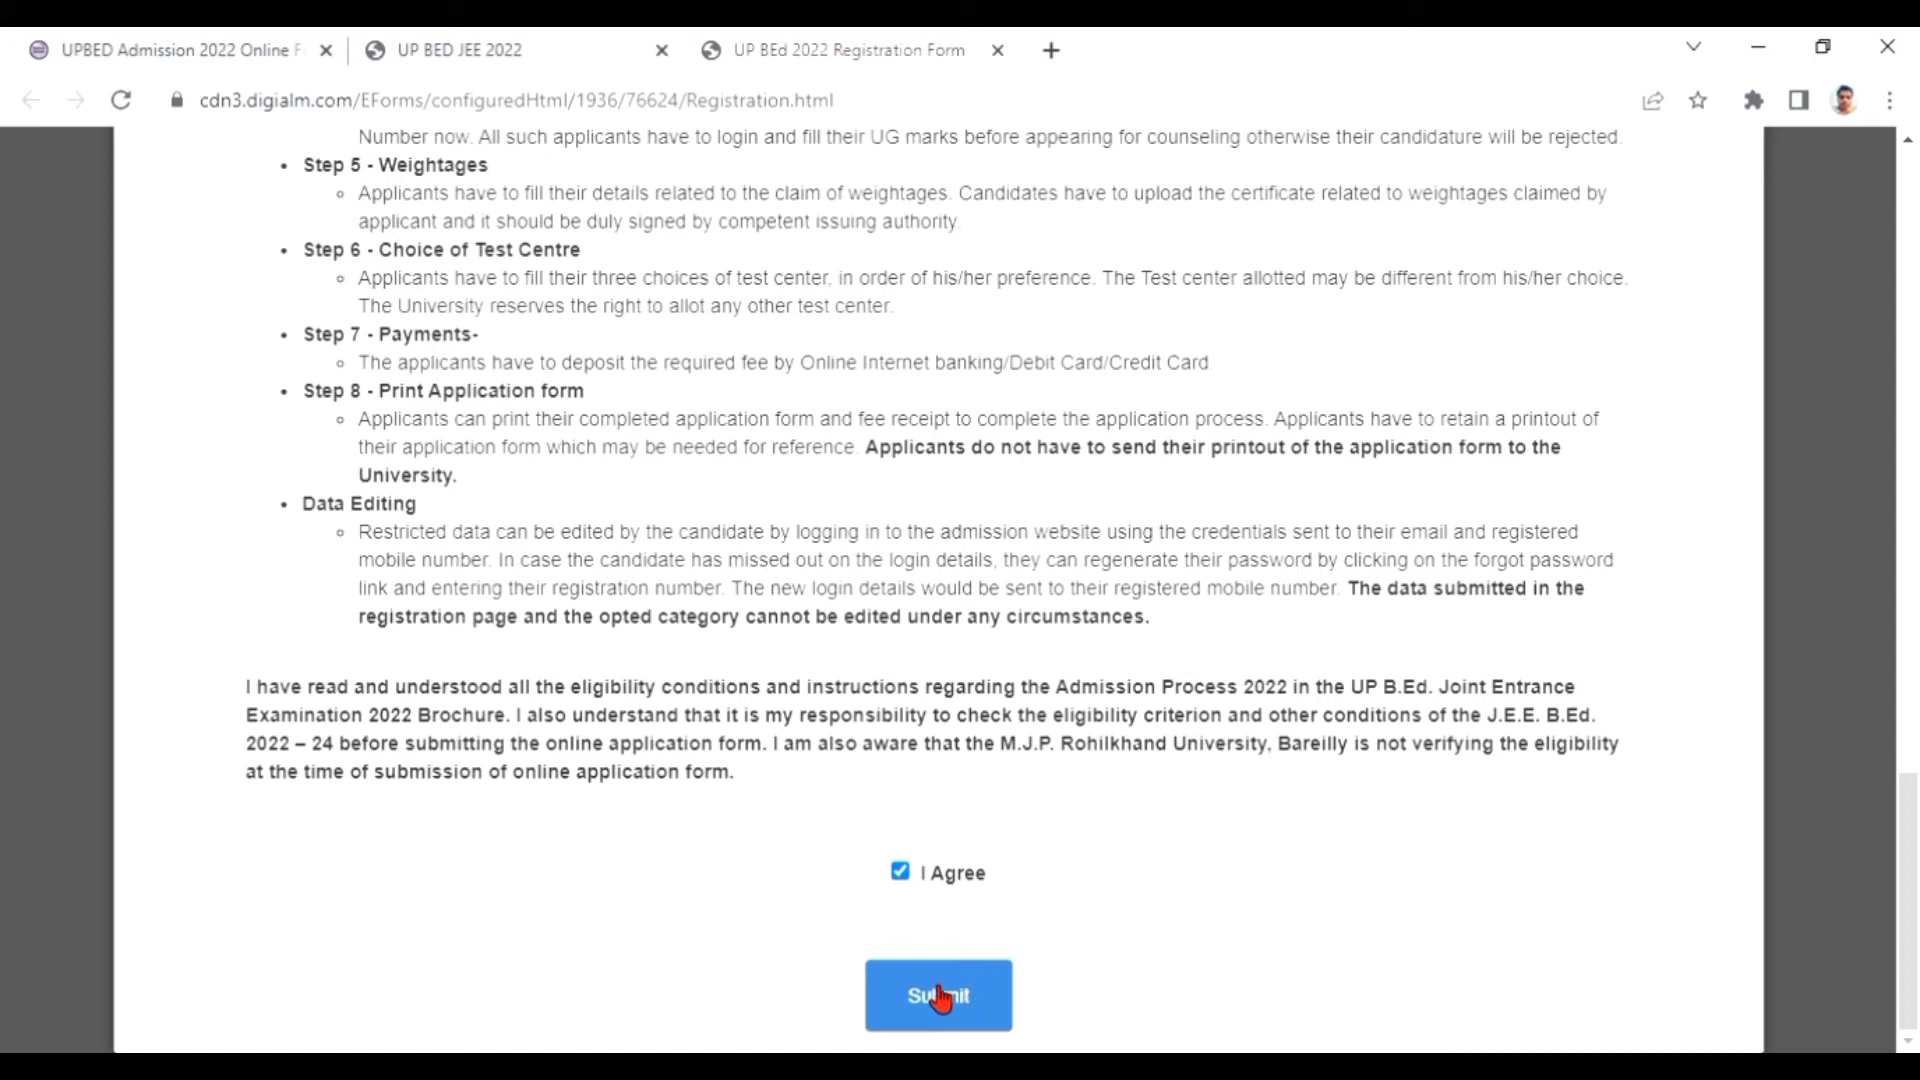 UPBED Admission 2022 Online F
UP BED JEE 2022
UP BEd 2022 Registration Form
cdn3.digialm.com/EForms/configuredHtml/1936/76624/Registration.html
Number now. All such applicants have to login and fill their UG marks before appearing for counseling otherwise their candidature will be rejected.
• Step 5 - Weightages
Applicants have to fill their details related to the claim of weightages. Candidates have to upload the certificate related to weightages claimed by
applicant and it should be duly signed by competent issuing authority.
• Step 6 - Choice of Test Centre
Applicants have to fill their three choices of test center, in order of his/her preference. The Test center allotted may be different from his/her choice.
The University reserves the right to allot any other test center.
• Step 7 - Payments-
The applicants have to deposit the required fee by Online Internet banking/Debit Card/Credit Card.
• Step 8 - Print Application form
Applicants can print their completed application form and fee receipt to complete the application process. Applicants have to retain a printout of
their application form which may be needed for reference. Applicants do not have to send their printout of the application form to the
University.
• Data Editing
Restricted data can be edited by the candidate by logging in to the admission website using the credentials sent to their email and registered
mobile number. In case the candidate has missed out on the login details, they can regenerate their password by clicking on the forgot password
link and entering their registration number. The new login details would be sent to their registered mobile number. The data submitted in the
registration page and the opted category cannot be edited under any circumstances.
I have read and understood all the eligibility conditions and instructions regarding the Admission Process 2022 in the UP B.Ed. Joint Entrance
Examination 2022 Brochure. I also understand that it is my responsibility to check the eligibility criterion and other conditions of the J.E.E. B.Ed.
2022 – 24 before submitting the online application form. I am also aware that the M.J.P. Rohilkhand University, Bareilly is not verifying the eligibility
at the time of submission of online application form.
I Agree
Submit